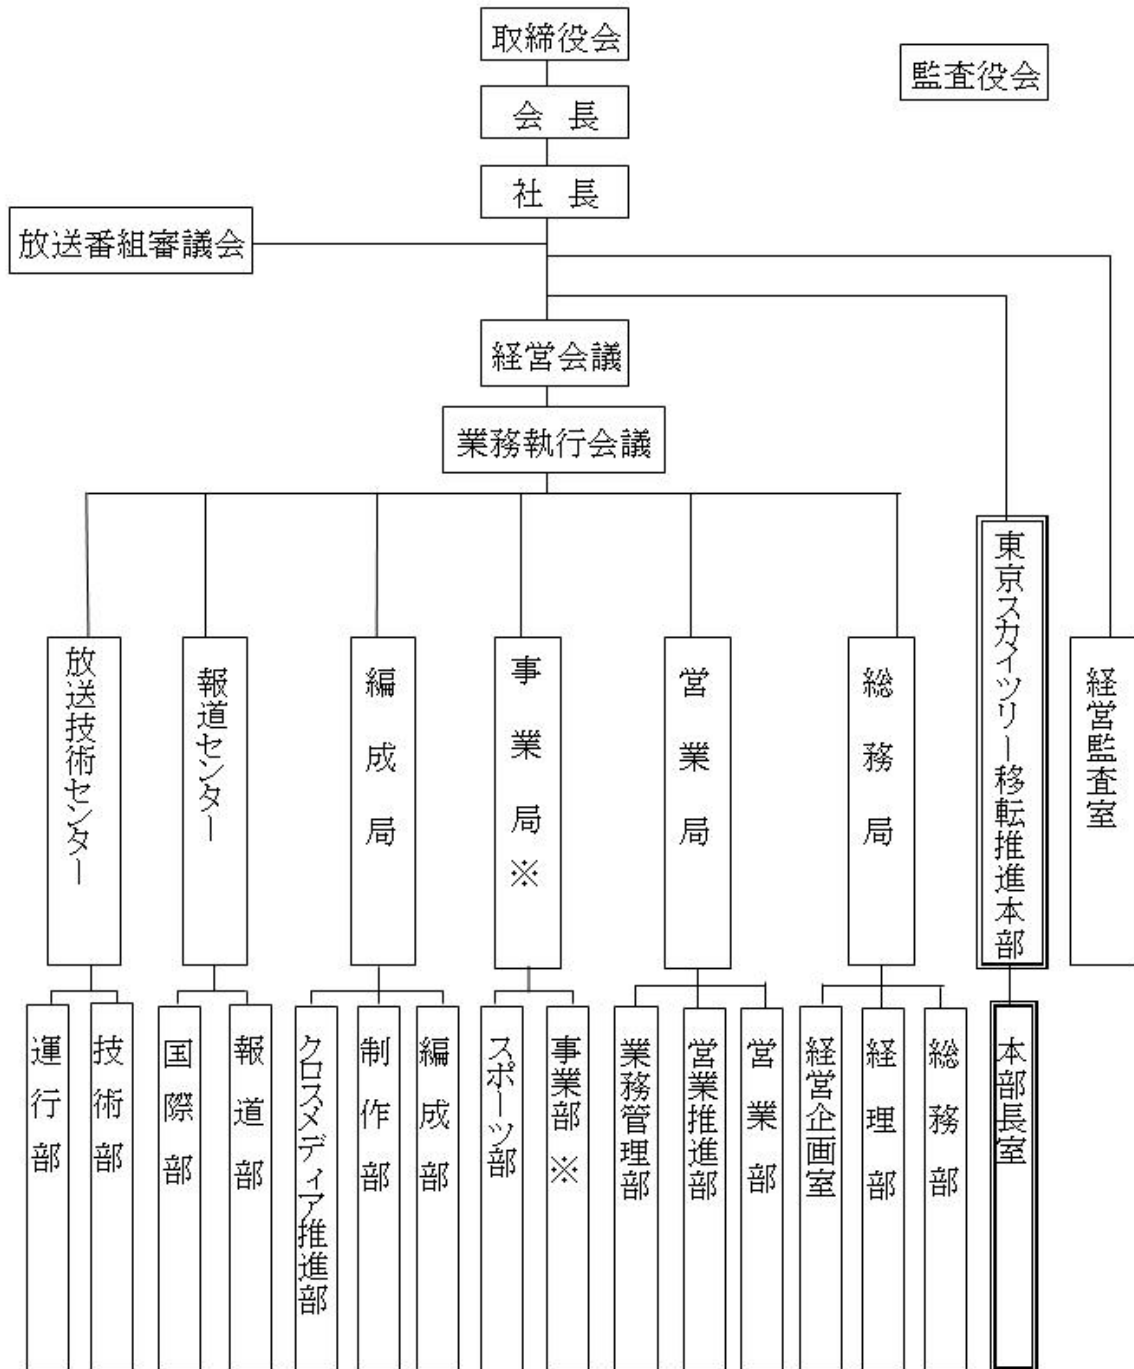 取締役会
監査役会
会長
社長
放送番組審議会
経営会議
業務執行会議
放送技術センター
報道センター
編成局
事業局※
営業局
総務局
東京スカイツリー移転推進本部
経営監査室
運行部
技術部
国際部
報道部
クロスメディア推進部
制作部
編成部
スポーツ部
事業部※
業務管理部
営業推進部
営業部
経営企画室
経理部
総務部
本部長室